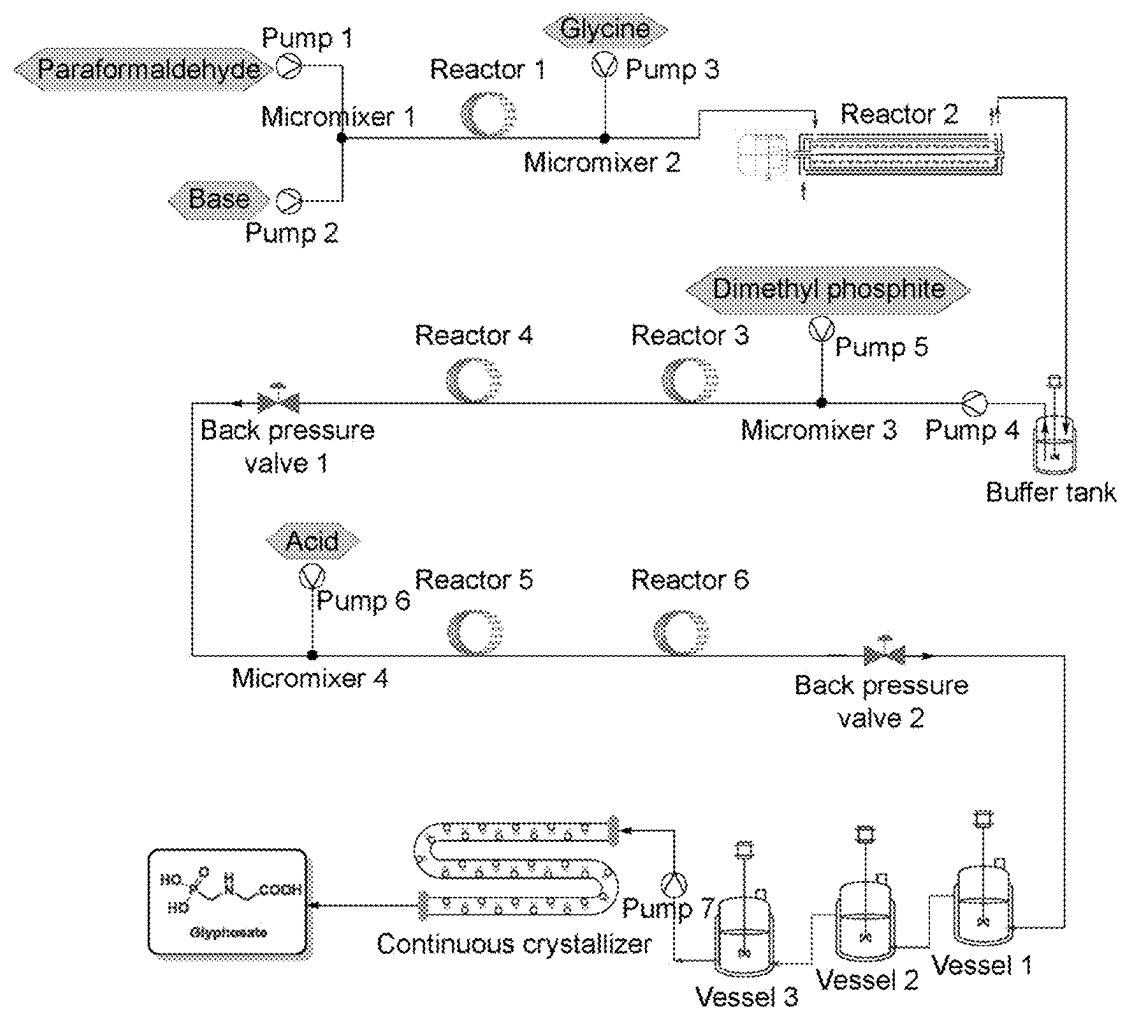 Glycine
Pump 1
Paraformaldehyde
Reactor 1
Pump 3
Micromixer 1
Reactor 2
Micromixer 2
Base
Pump 2
Dimethyl phosphite
Reactor 4
Reactor 3
Pump 5
Back pressure
valve 1
Micromixer 3
Pump 4
Buffer tank
Acid
Pump 6
Reactor 5
Reactor 6
Micromixer 4
Back pressure
valve 2
HO
O
P
HO
H
N
COOH
Glyphosate
Continuous crystallizer
Pump 7
Vessel 3
Vessel 2
Vessel 1